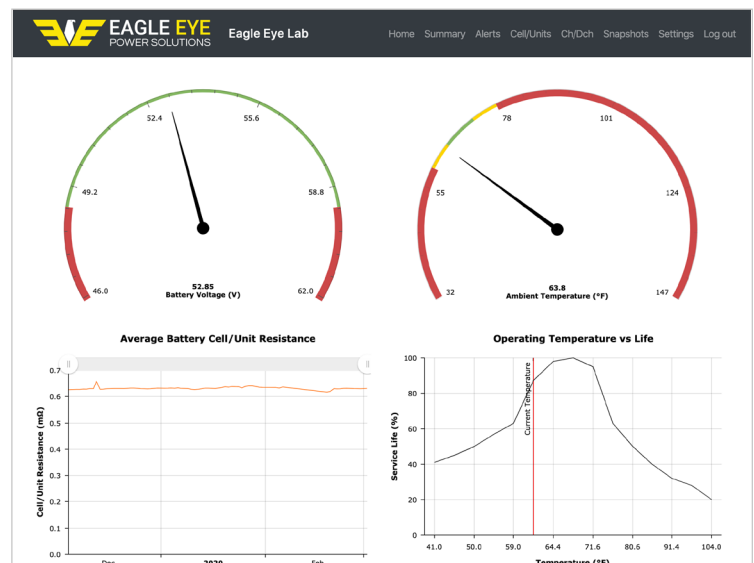 EAGLE EYE
POWER SOLUTIONS
Eagle Eye Lab
Home Summary Alerts Cell/Units Ch/Dch Snapshots Settings Log out
52.4 55.6
49.2 58.8
46.0 62.0
52.85
Battery Voltage (V)
78 101
55 124
32 147
63.8
Ambient Temperature (°F)
Average Battery Cell/Unit Resistance
Cell/Unit Resistance (mΩ)
0.7
0.6
0.5
0.4
0.3
0.2
0.1
0.0
Dec 2020 Feb
Operating Temperature vs Life
Service Life (%)
100
80
60
40
20
0
Current Temperature
41.0 50.0 59.0 64.4 71.6 80.6 91.4 104.0
Temperature (°F)